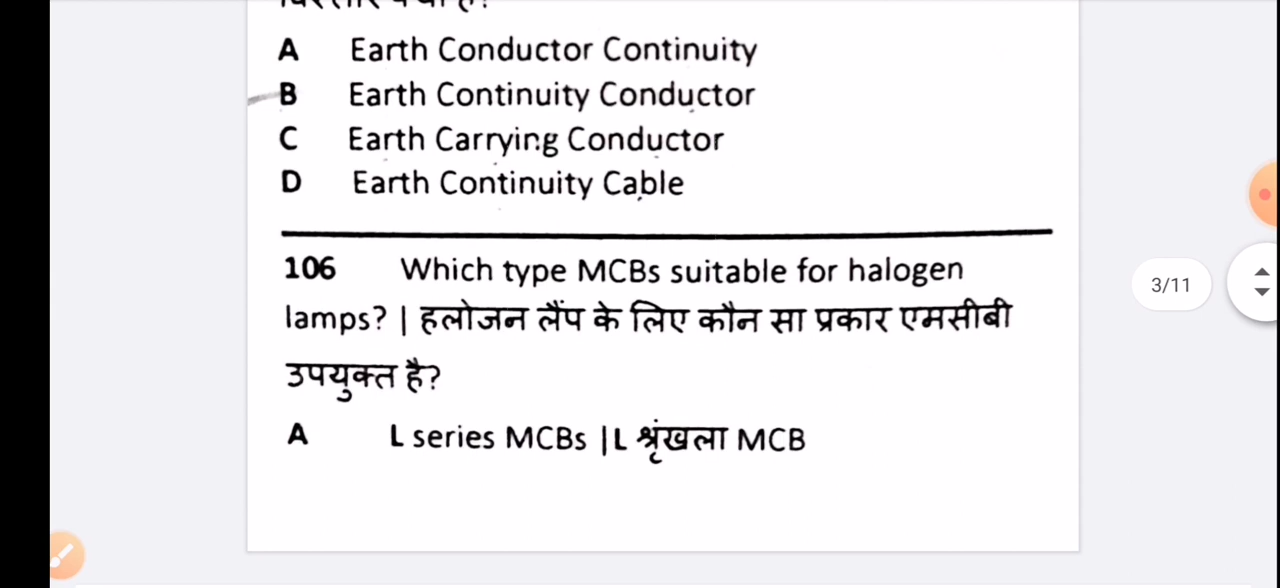 A Earth Conductor Continuity
B Earth Continuity Conductor
C Earth Carrying Conductor
D Earth Continuity Cable
106 Which type MCBs suitable for halogen
lamps? | हलोजन लैंप के लिए कौन सा प्रकार एमसीबी
उपयुक्त है?
A L series MCBs |L श्रृंखला MCB
3/11